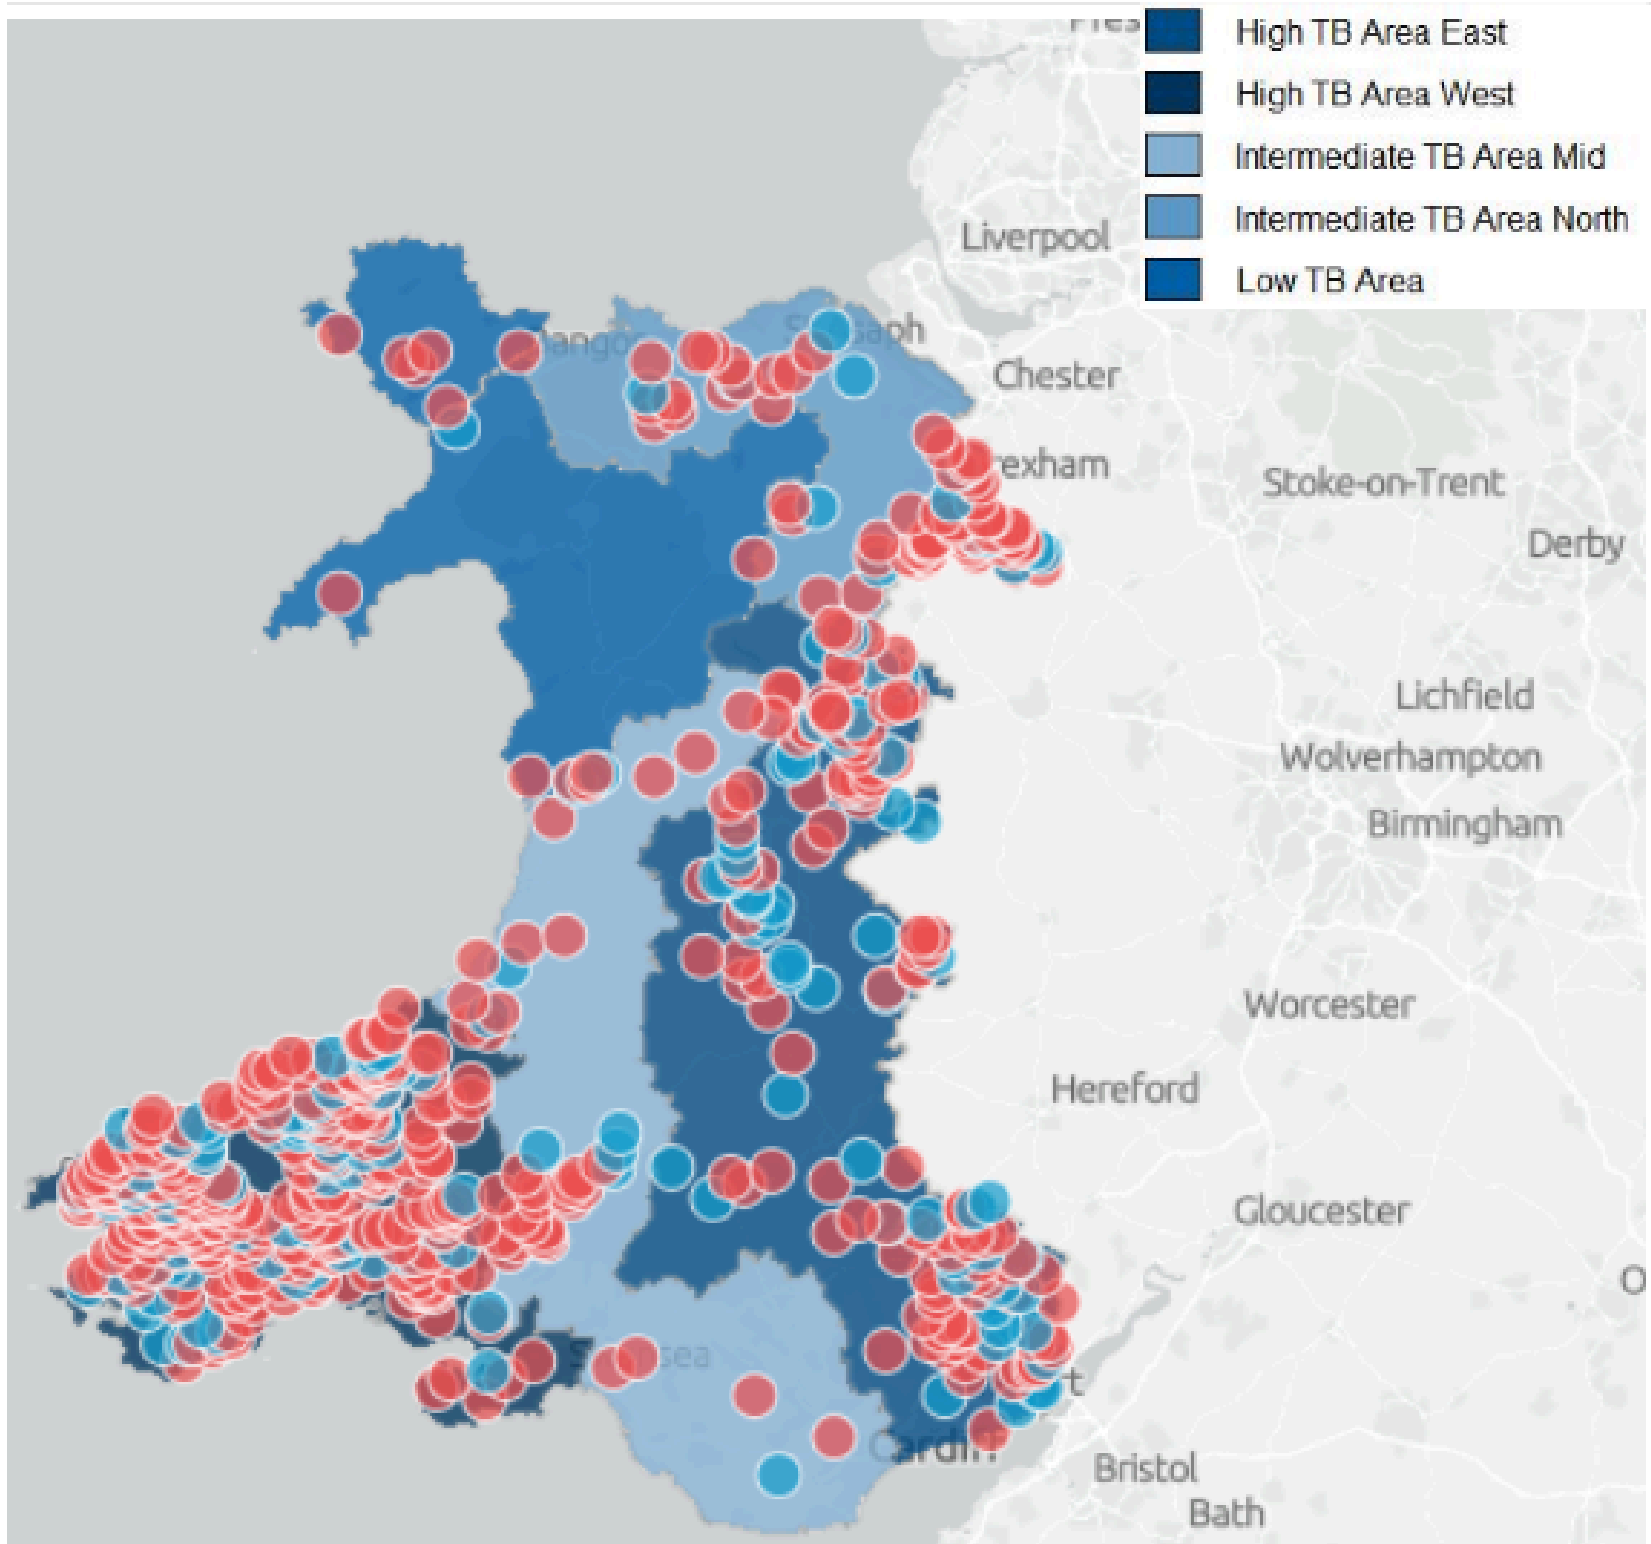 High TB Area East
High TB Area West
Intermediate TB Area Mid
Intermediate TB Area North
Low TB Area
Liverpool
Chester
Stoke-on-Trent
Derby
Lichfield
Wolverhampton
Birmingham
Worcester
Hereford
Gloucester
Cardiff
Bristol
Bath